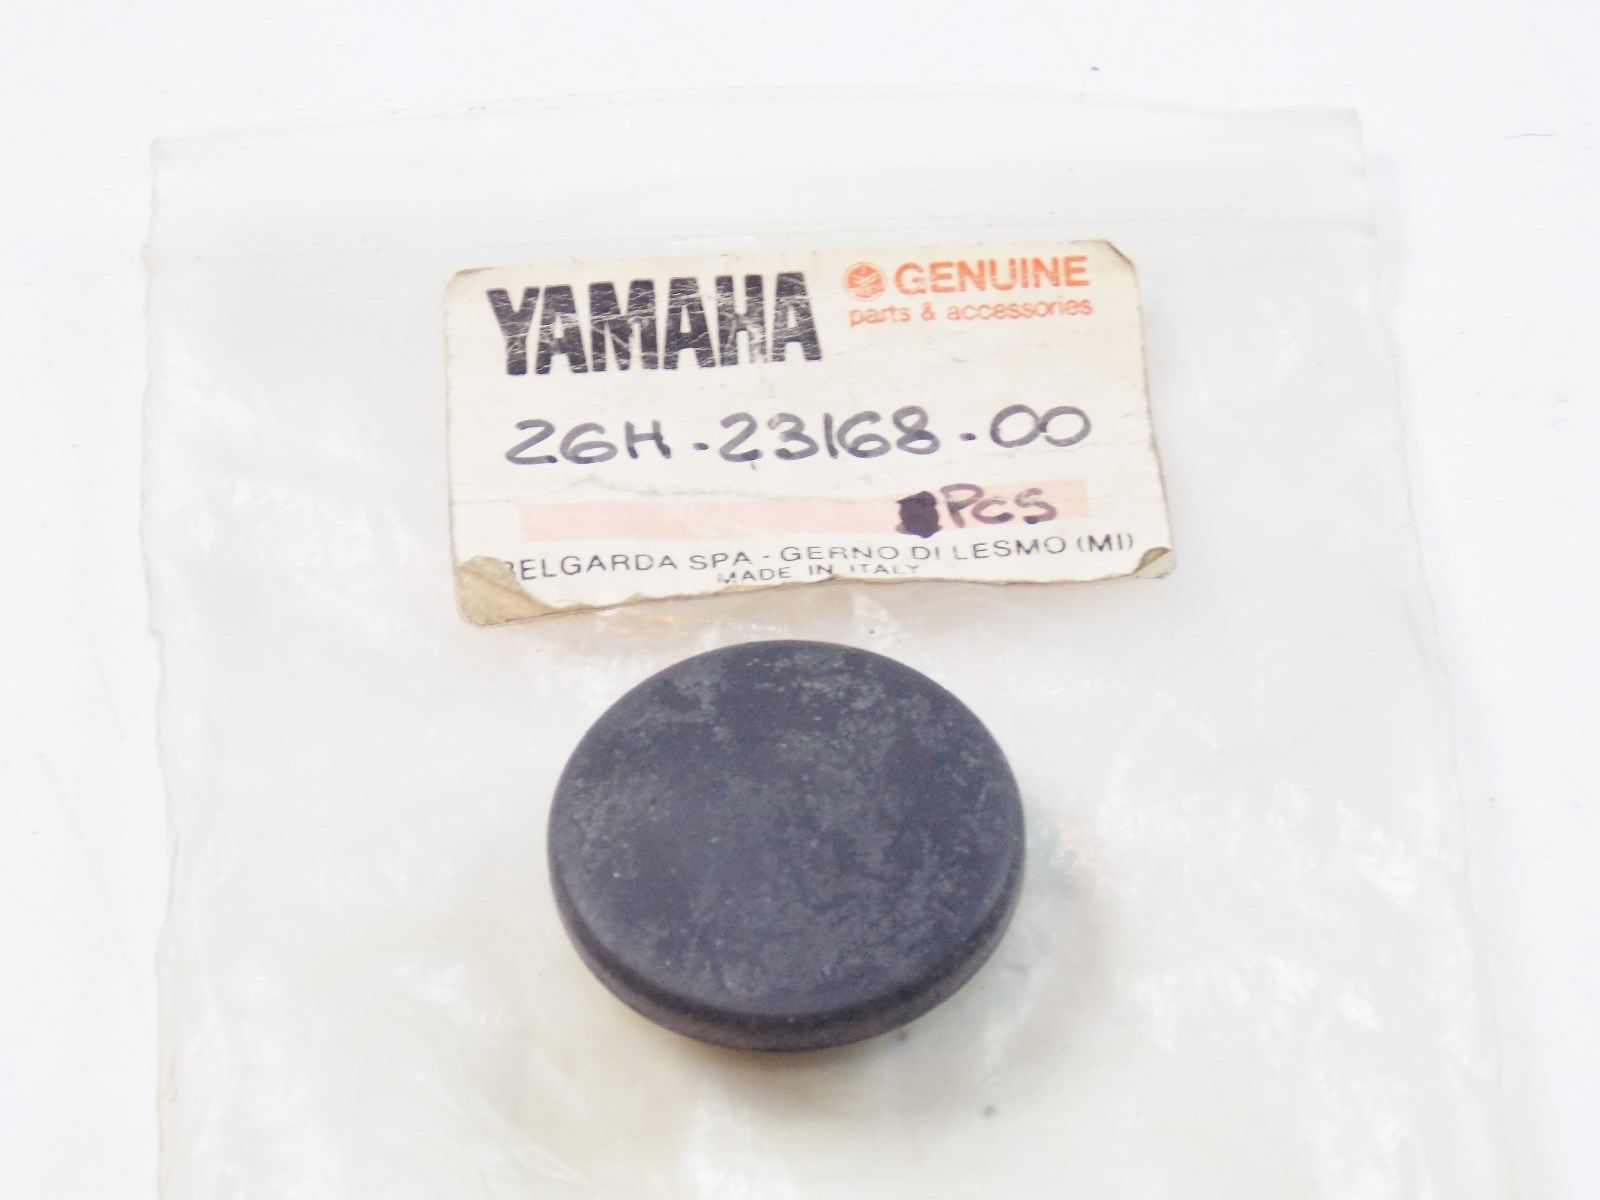 YAMAHA GENUINE
parts & accessories
26H-23168-00
Pcs
BELGARDA SPA - GERNO DI LESMO (MI)
MADE IN ITALY